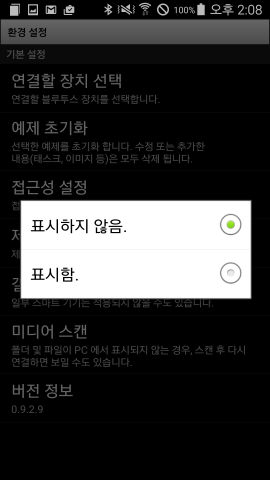 100% 오후 2:08
환경 설정
기본 설정
연결할 장치 선택
연결할 블루투스 장치를 선택합니다.
예제 초기화
선택한 예제를 초기화 합니다. 수정 또는 추가한
내용(태스크, 이미지 등)은 모두 삭제 됩니다.
접근성 설정
표시하지 않음.
표시함.
일부 스마트 기기는 적용되지 않을 수도 있습니다.
미디어 스캔
폴더 및 파일이 PC 에서 표시되지 않는 경우, 스캔 후 다시
연결하면 보일 수도 있습니다.
버전 정보
0.9.2.9